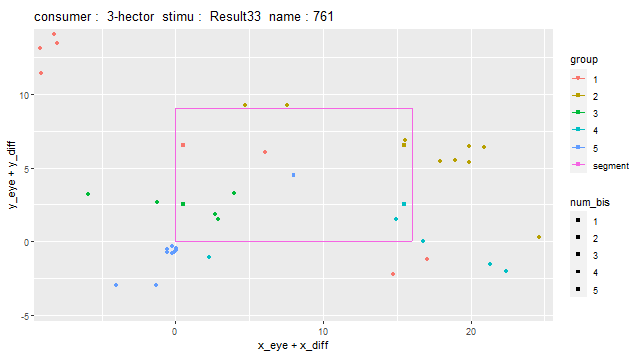 consumer :  3-hector  stimu :  Result33  name : 761
y_eye + y_diff
10
5
0
-5
0
10
20
x_eye + x_diff
group
1
2
3
4
5
segment
num_bis
1
2
3
4
5